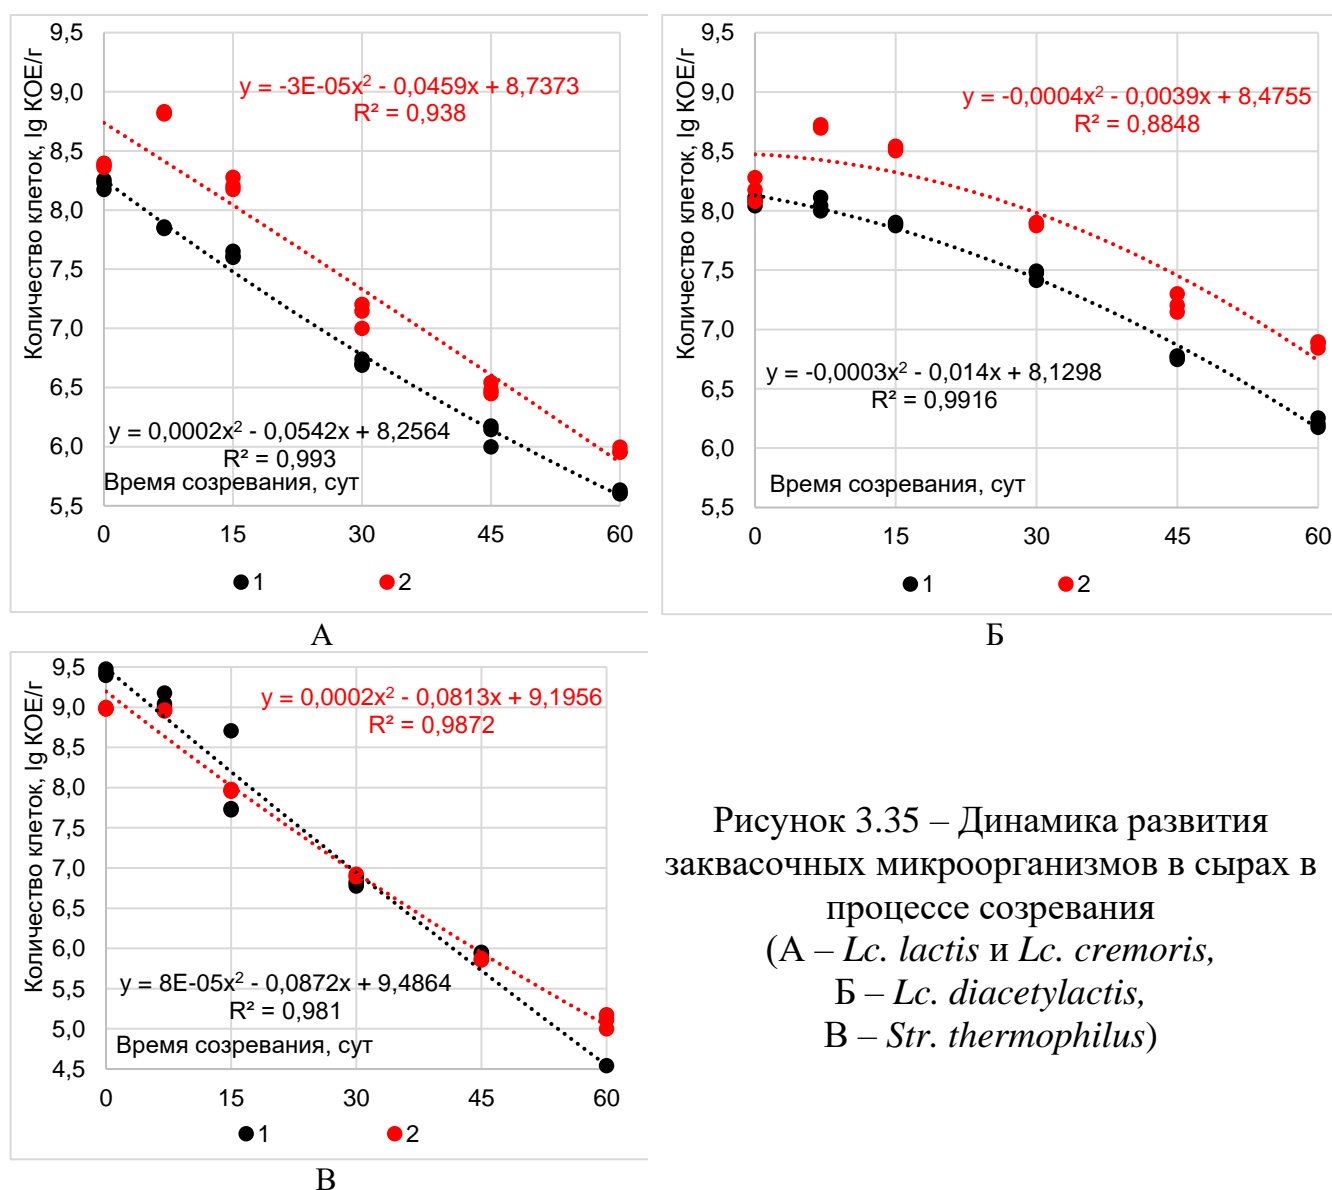 Количество клеток, lg КОЕ/г
9,5
9,0
8,5
8,0
7,5
7,0
6,5
6,0
5,5
y = -3E-05x² - 0,0459x + 8,7373
R² = 0,938
y = 0,0002x² - 0,0542x + 8,2564
R² = 0,993
Время созревания, сут
0 15 30 45 60
1 2
А
Количество клеток, lg КОЕ/г
9,5
9,0
8,5
8,0
7,5
7,0
6,5
6,0
5,5
y = -0,0004x² - 0,0039x + 8,4755
R² = 0,8848
y = -0,0003x² - 0,014x + 8,1298
R² = 0,9916
Время созревания, сут
0 15 30 45 60
1 2
Б
Количество клеток, lg КОЕ/г
9,5
9,0
8,5
8,0
7,5
7,0
6,5
6,0
5,5
5,0
4,5
y = 0,0002x² - 0,0813x + 9,1956
R² = 0,9872
y = 8E-05x² - 0,0872x + 9,4864
R² = 0,981
Время созревания, сут
0 15 30 45 60
1 2
В
Рисунок 3.35 – Динамика развития
заквасочных микроорганизмов в сырах в
процессе созревания
(А – Lc. lactis и Lc. cremoris,
Б – Lc. diacetylactis,
В – Str. thermophilus)